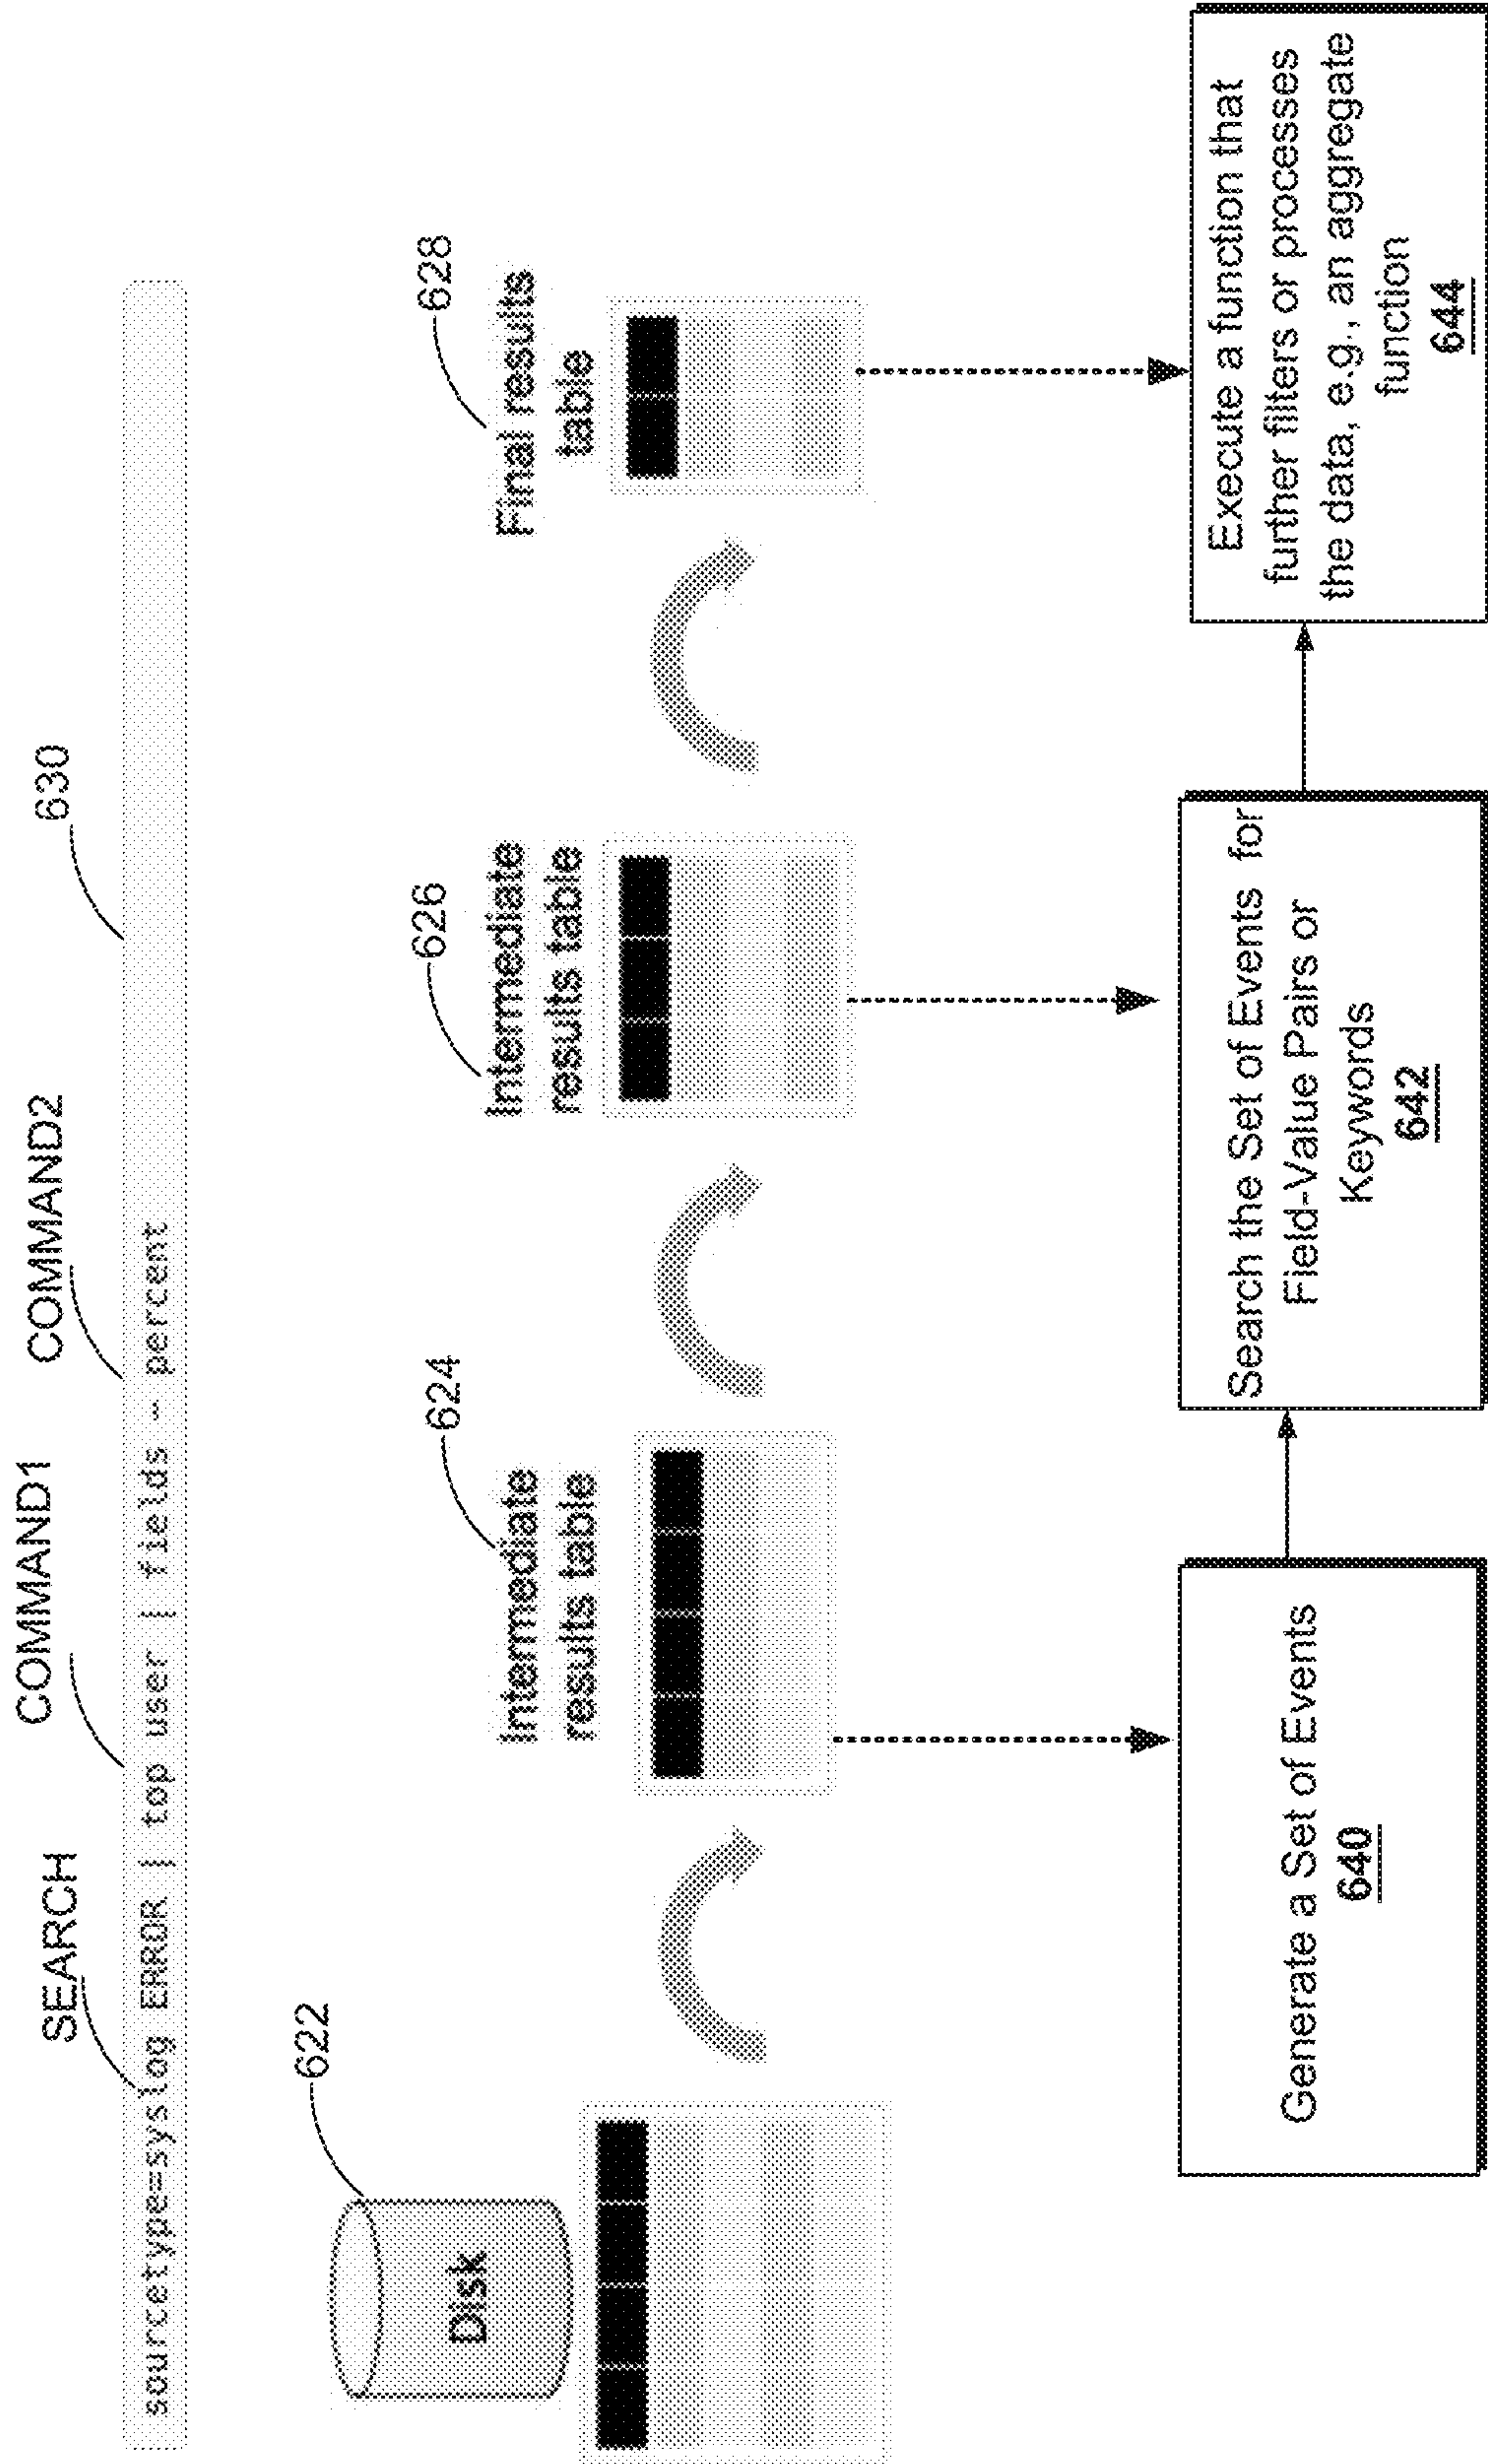 SEARCH
COMMAND1
COMMAND2
630
sourcetype=syslog ERROR | top user | fields - percent
622
Disk
624
Intermediate
results table
626
Intermediate
results table
628
Final results
table
Generate a Set of Events
640
Search the Set of Events for
Field-Value Pairs or
Keywords
642
Execute a function that
further filters or processes
the data, e.g., an aggregate
function
644